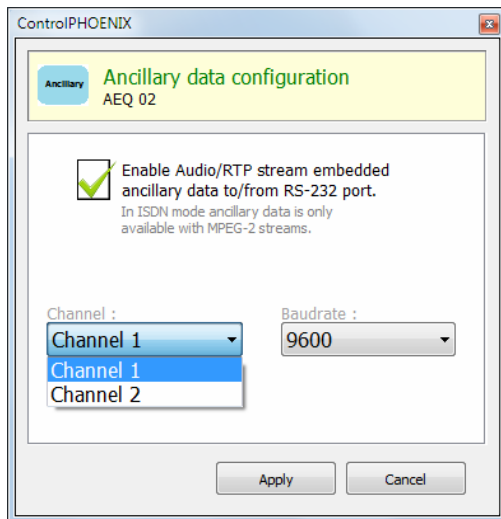 ControlPHOENIX
Ancillary
Ancillary data configuration
AEQ 02
Enable Audio/RTP stream embedded
ancillary data to/from RS-232 port.
In ISDN mode ancillary data is only
available with MPEG-2 streams.
Channel :
Baudrate :
Channel 1
9600
Channel 1
Channel 2
Apply
Cancel